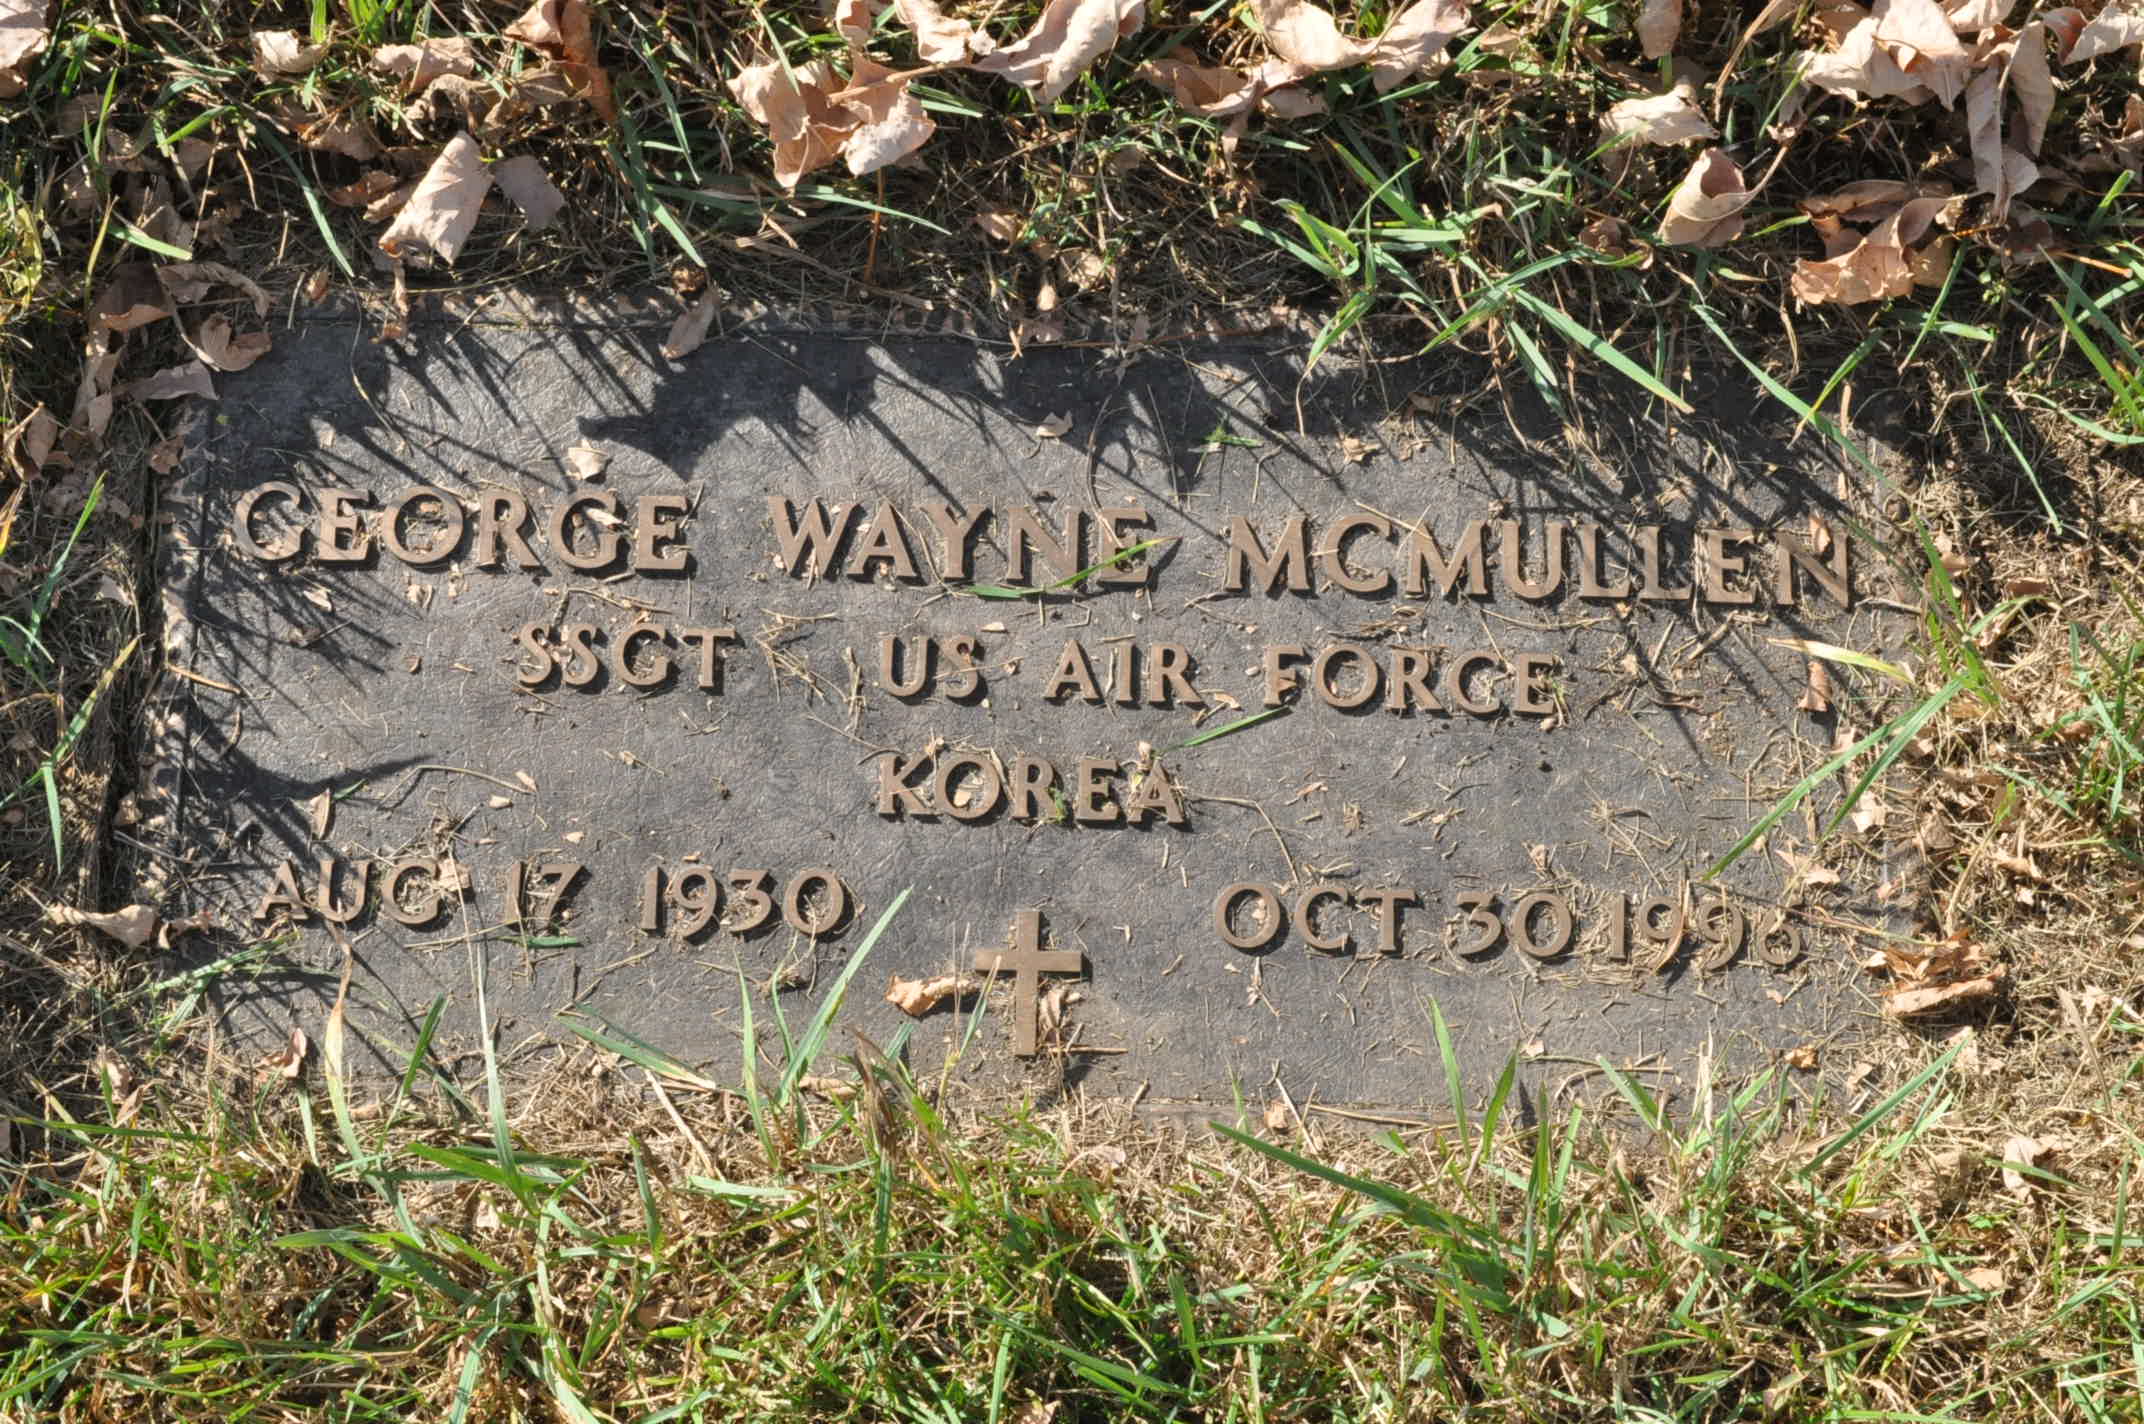 GEORGE WAYNE MCMULLEN
SSGT US AIR FORCE
KOREA
AUG 17 1930 OCT 30 1996